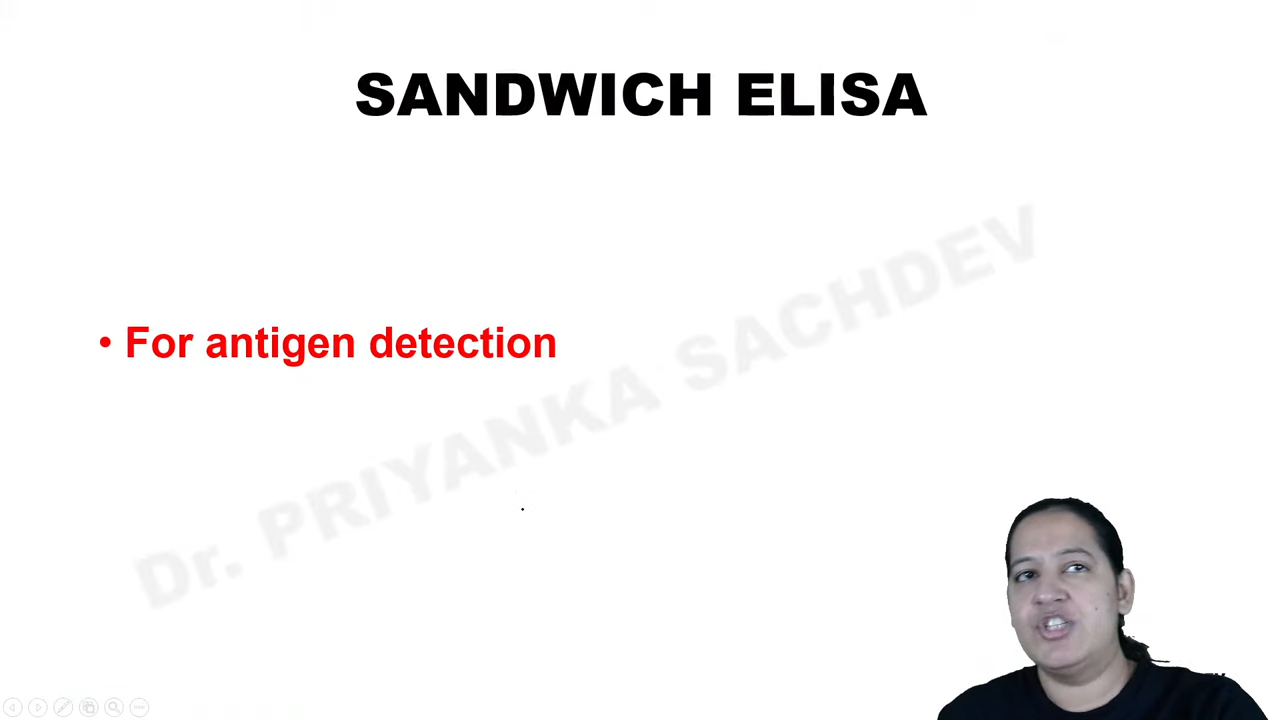 SANDWICH ELISA
• For antigen detection
Dr. PRIYANKA SACHDEV